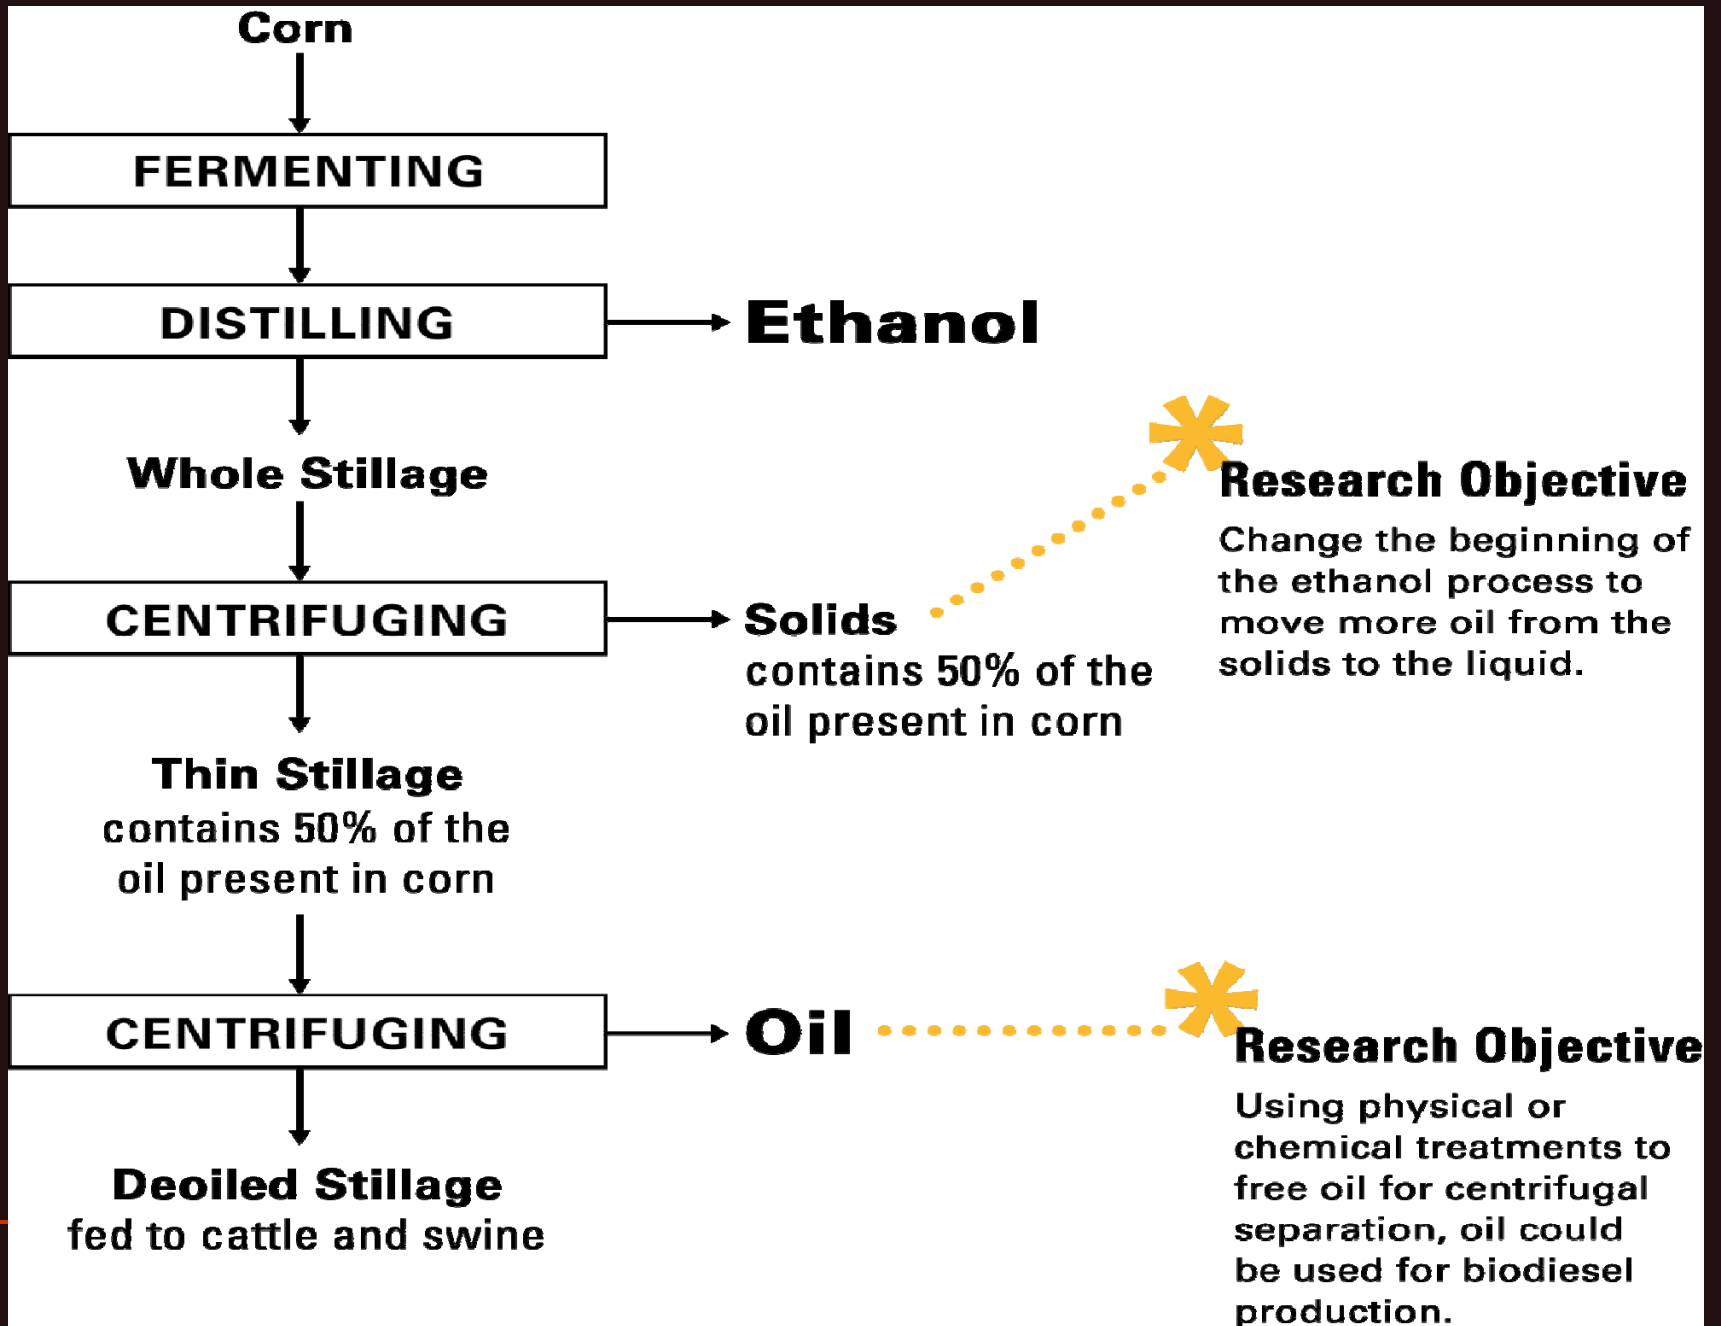 Corn
FERMENTING
DISTILLING
Ethanol
Whole Stillage
Research Objective
Change the beginning of
the ethanol process to
move more oil from the
solids to the liquid.
CENTRIFUGING
Solids
contains 50% of the
oil present in corn
Thin Stillage
contains 50% of the
oil present in corn
CENTRIFUGING
Oil
Research Objective
Using physical or
chemical treatments to
free oil for centrifugal
separation, oil could
be used for biodiesel
production.
Deoiled Stillage
fed to cattle and swine